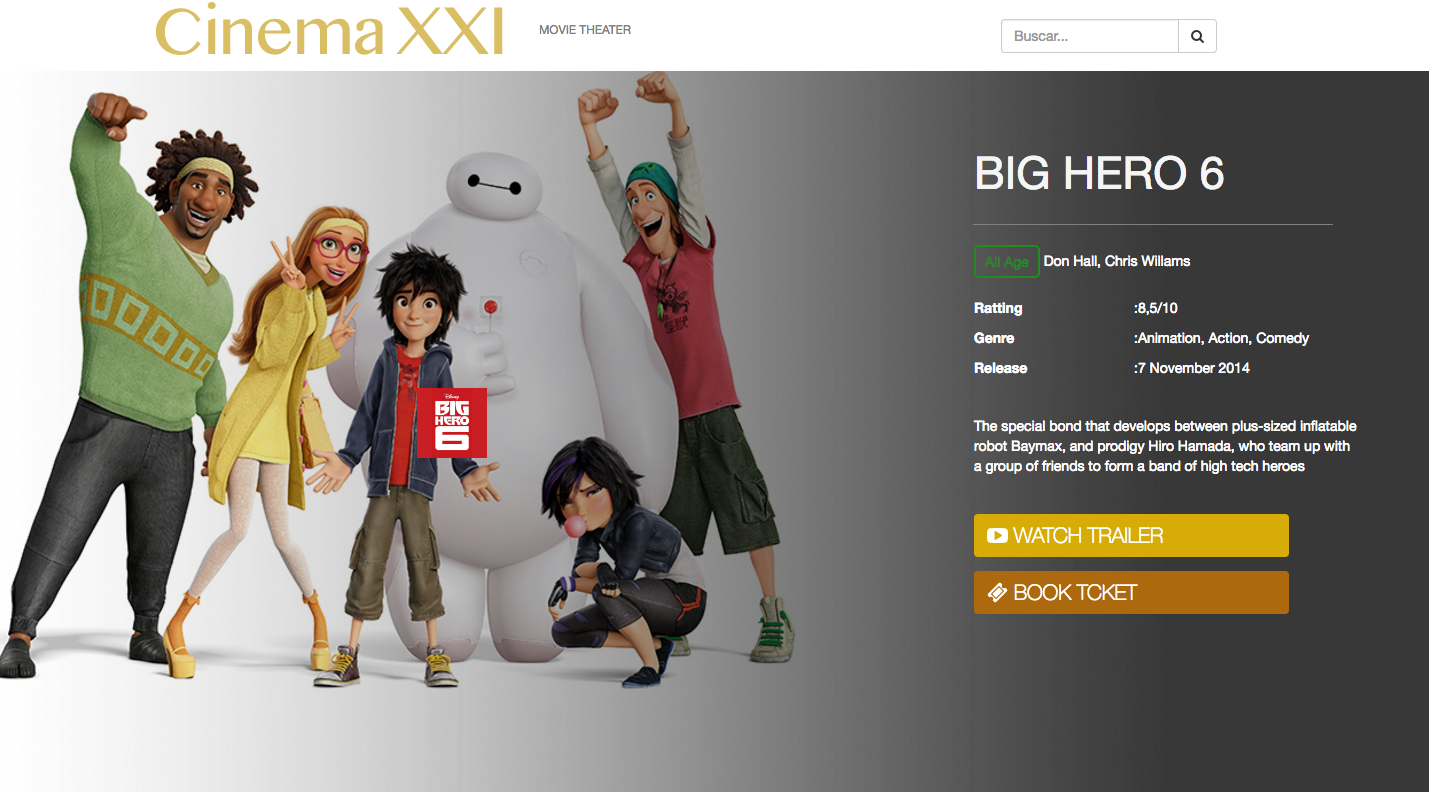 Cinema XXI
MOVIE THEATER
Buscar...
BIG HERO 6
All Age Don Hall, Chris Willams
Ratting :8,5/10
Genre :Animation, Action, Comedy
Release :7 November 2014
The special bond that develops between plus-sized inflatable
robot Baymax, and prodigy Hiro Hamada, who team up with
a group of friends to form a band of high tech heroes
WATCH TRAILER
BOOK TCKET
Disney
BIG
HERO
6